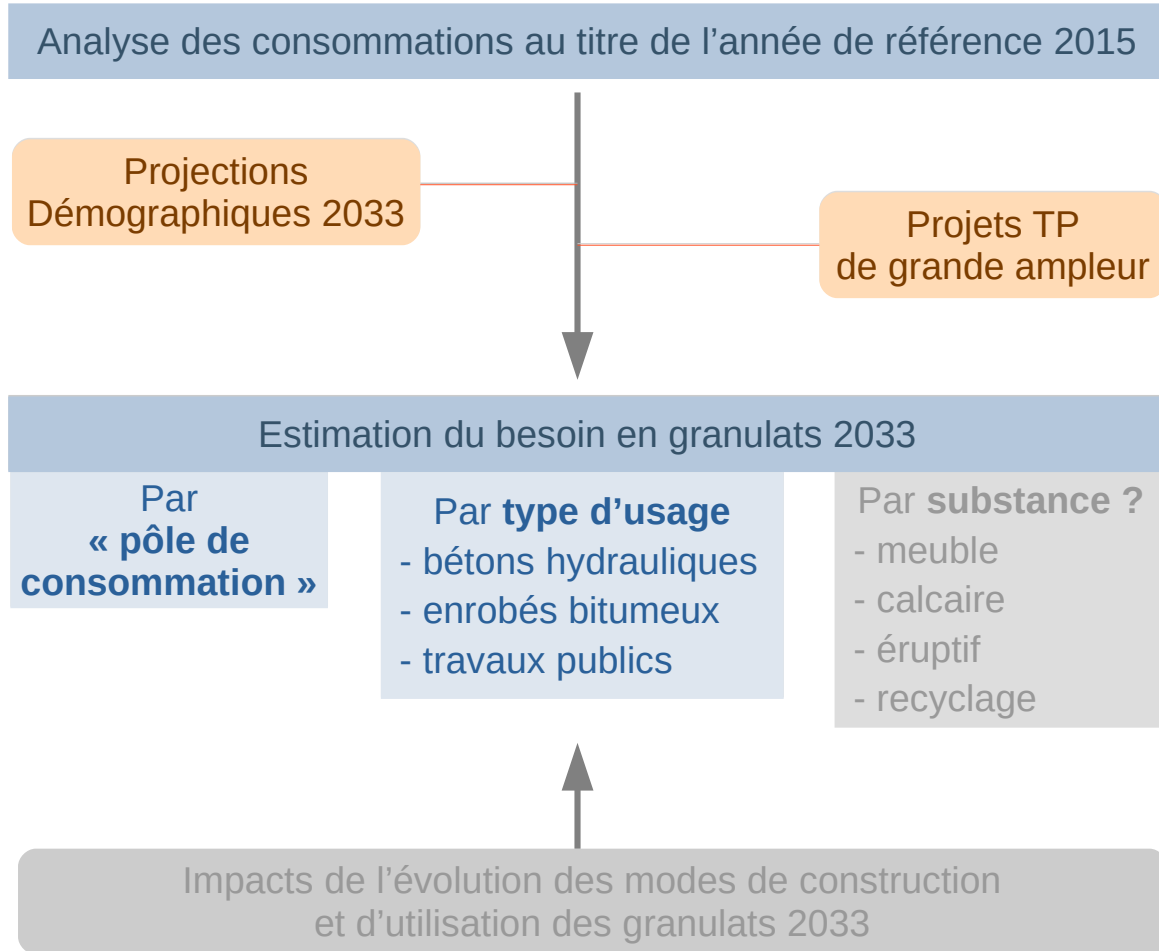 Analyse des consommations au titre de l’année de référence 2015
Projections
Démographiques 2033
Projets TP
de grande ampleur
Estimation du besoin en granulats 2033
Par
« pôle de
consommation »
Par type d’usage
- bétons hydrauliques
- enrobés bitumeux
- travaux publics
Par substance ?
- meuble
- calcaire
- éruptif
- recyclage
Impacts de l’évolution des modes de construction
et d’utilisation des granulats 2033